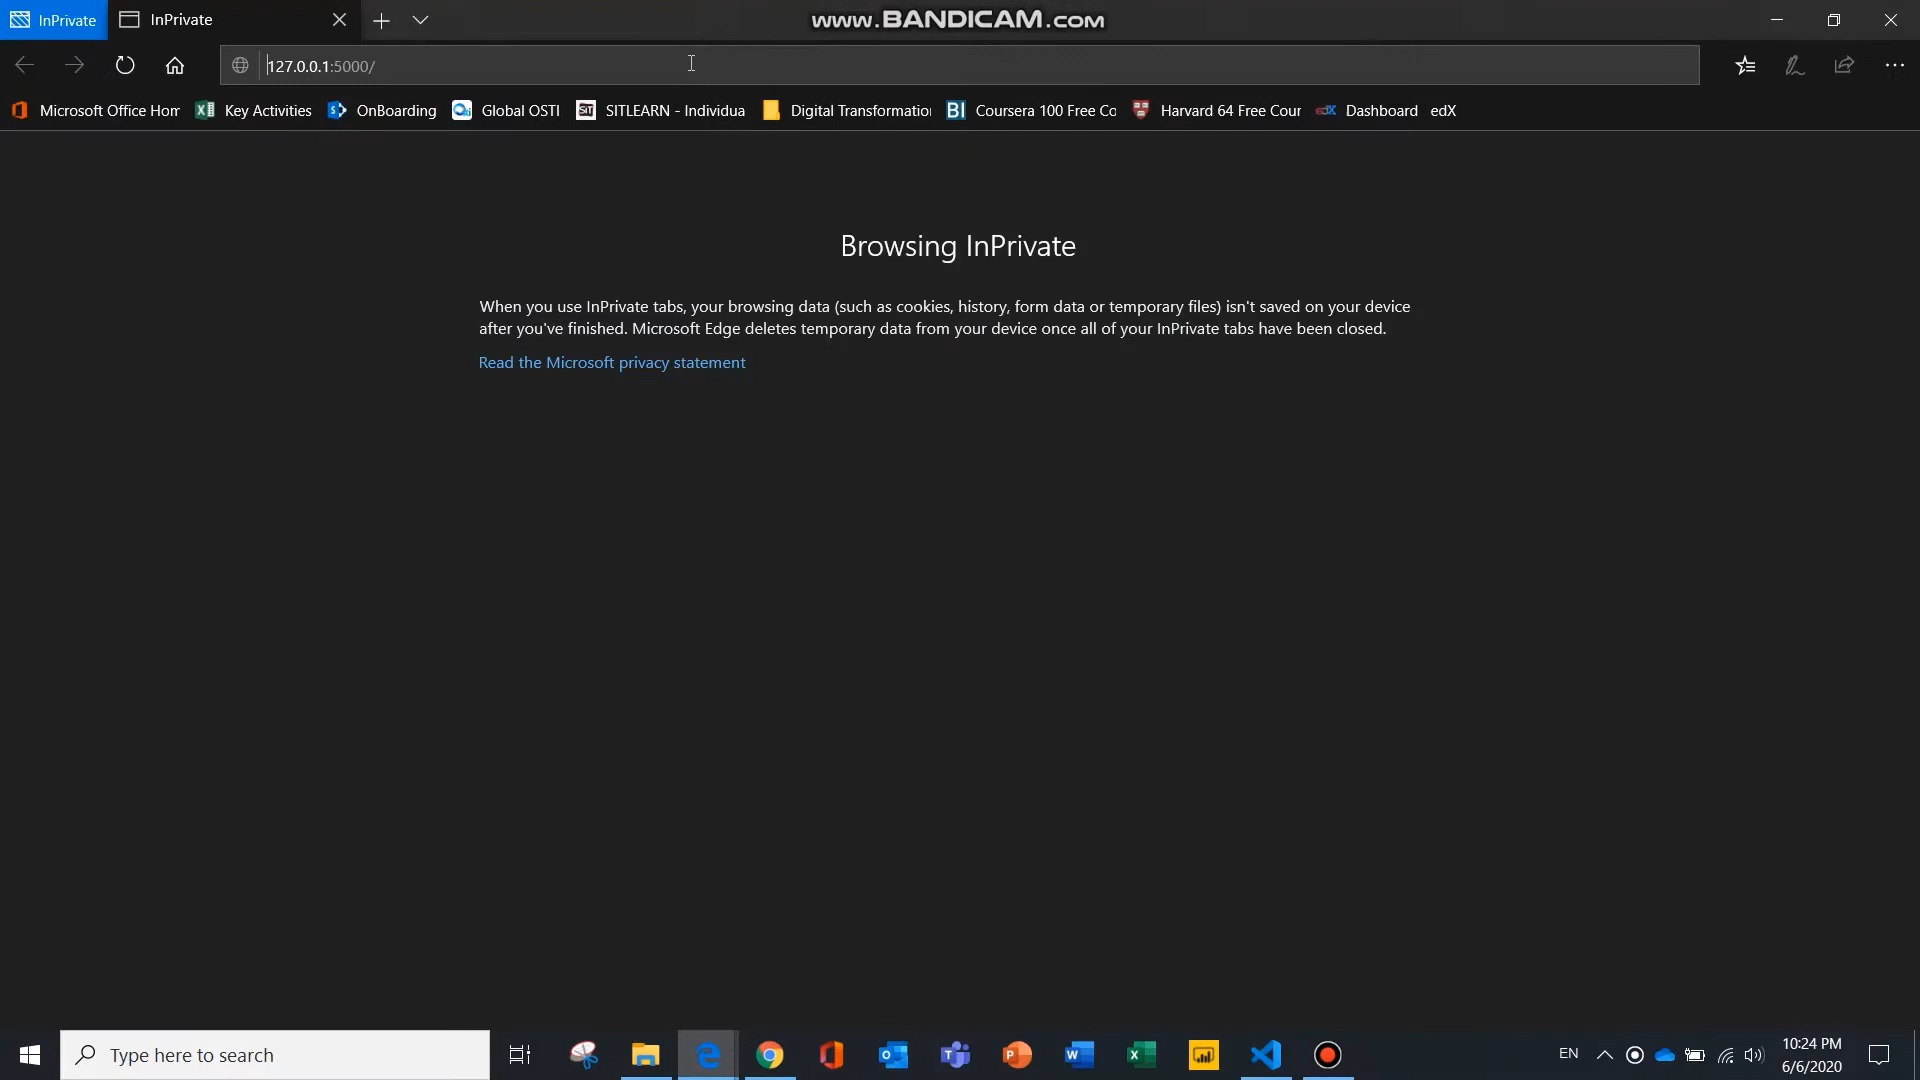 InPrivate
InPrivate
www.BANDICAM.com
127.0.0.1:5000/
Microsoft Office Hom
Key Activities
OnBoarding
Global OSTI
SITLEARN - Individua
Digital Transformatio
Coursera 100 Free Co
Harvard 64 Free Cour
Dashboard edX
Browsing InPrivate
When you use InPrivate tabs, your browsing data (such as cookies, history, form data or temporary files) isn't saved on your device
after you've finished. Microsoft Edge deletes temporary data from your device once all of your InPrivate tabs have been closed.
Read the Microsoft privacy statement
Type here to search
EN
10:24 PM
6/6/2020